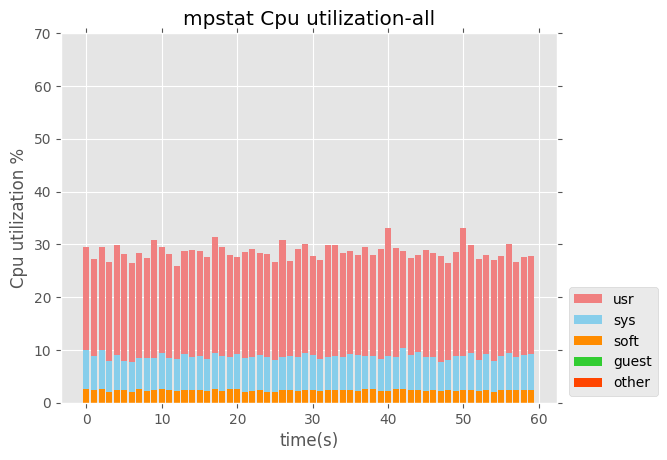 mpstat Cpu utilization-all
Cpu utilization %
70
60
50
40
30
20
10
0
0 10 20 30 40 50 60
time(s)
usr
sys
soft
guest
other